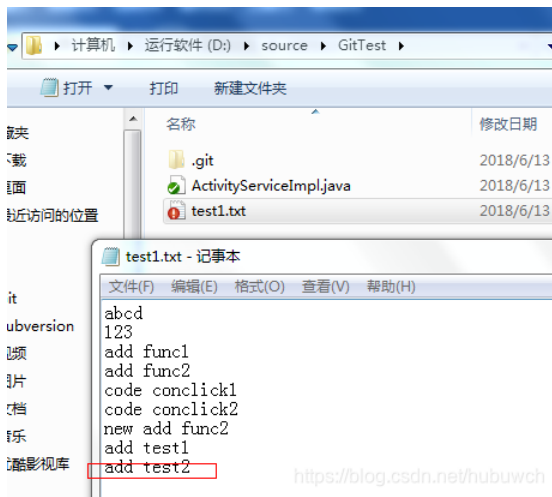 计算机 ▸ 运行软件 (D:) ▸ source ▸ GitTest ▸
打开 打印 新建文件夹
藏夹
下载
桌面
最近访问的位置
it
ubversion
视频
图片
文档
音乐
优酷影视库
名称 修改日期
.git 2018/6/13
ActivityServiceImpl.java 2018/6/13
test1.txt 2018/6/13
test1.txt - 记事本
文件(F) 编辑(E) 格式(O) 查看(V) 帮助(H)
abcd
123
add func1
add func2
code conclick1
code conclick2
new add func2
add test1
add test2
https://blog.csdn.net/hubuwch